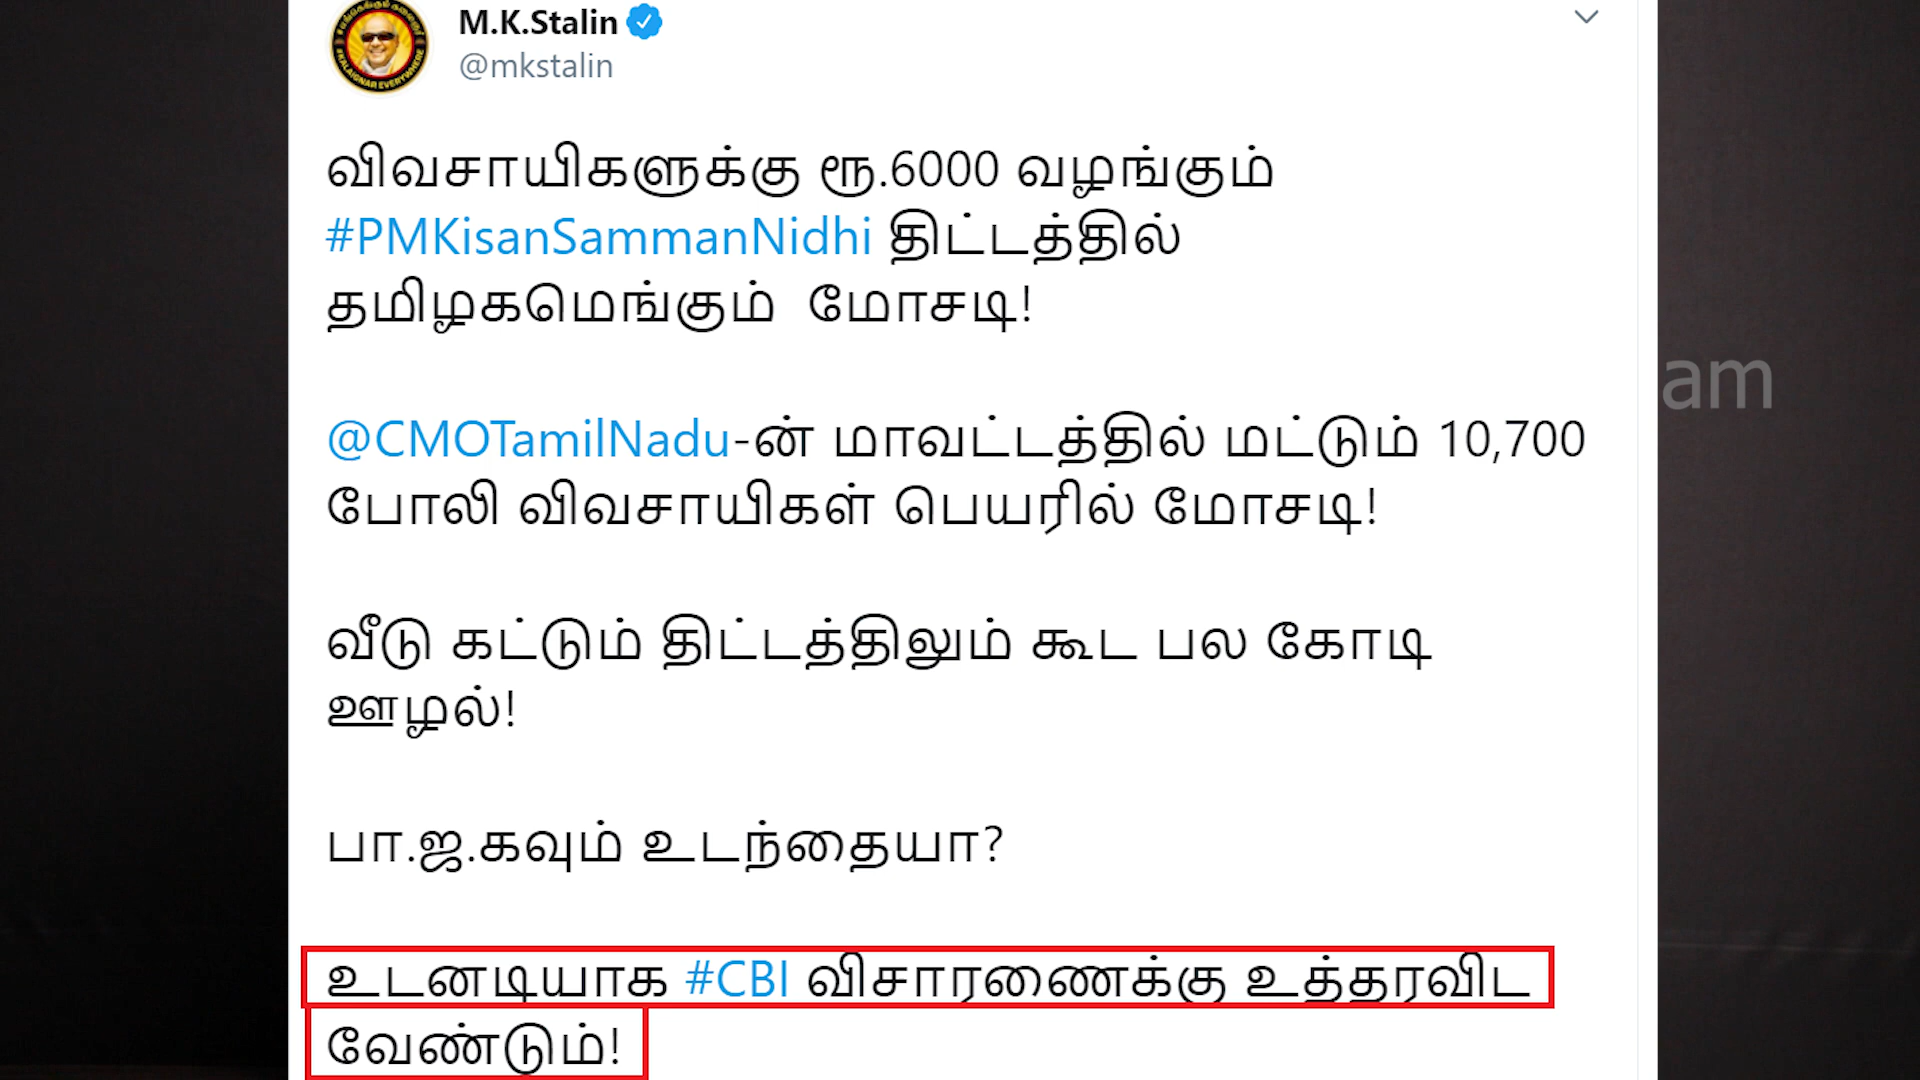 M.K.Stalin
@mkstalin
விவசாயிகளுக்கு ரூ.6000 வழங்கும்
#PMKisanSammanNidhi திட்டத்தில்
தமிழகமெங்கும் மோசடி!
@CMOTamilNadu-ன் மாவட்டத்தில் மட்டும் 10,700
போலி விவசாயிகள் பெயரில் மோசடி!
வீடு கட்டும் திட்டத்திலும் கூட பல கோடி
ஊழல்!
பா.ஜ.கவும் உடந்தையா?
உடனடியாக #CBI விசாரணைக்கு உத்தரவிட
வேண்டும்!
am